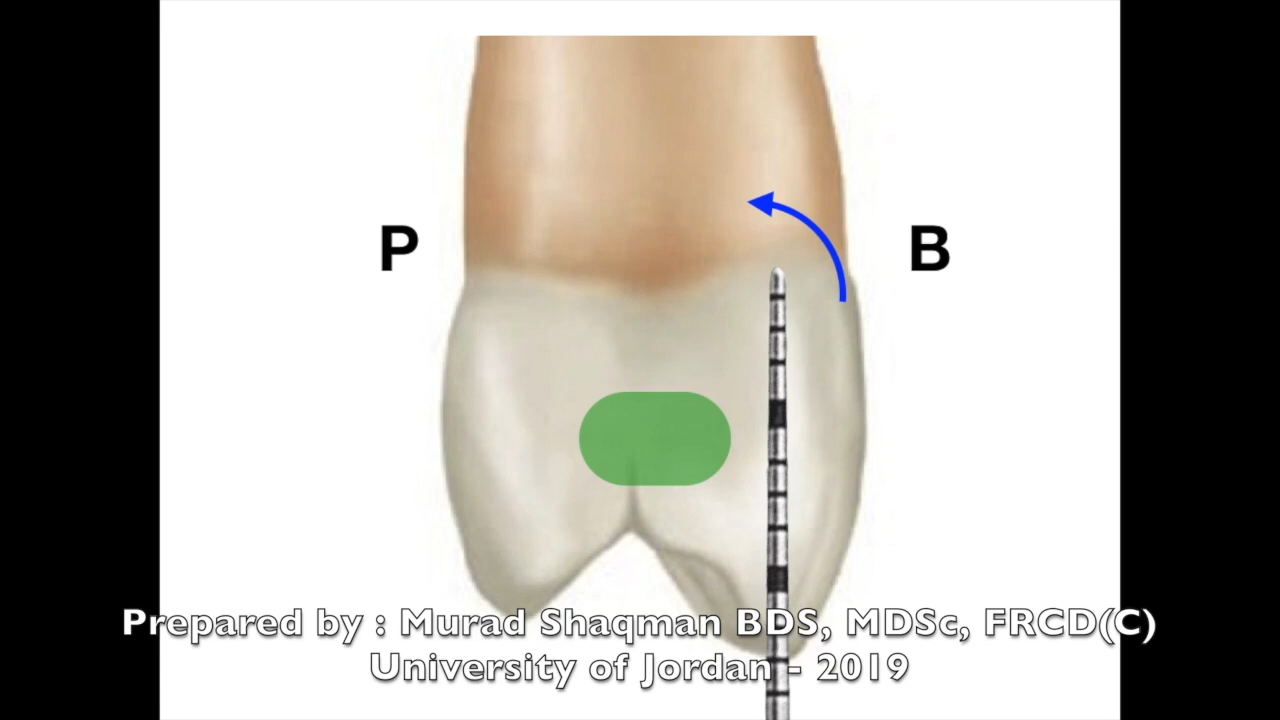 P
B
Prepared by : Murad Shaqman BDS, MDSc, FRCD(C)
University of Jordan - 2019